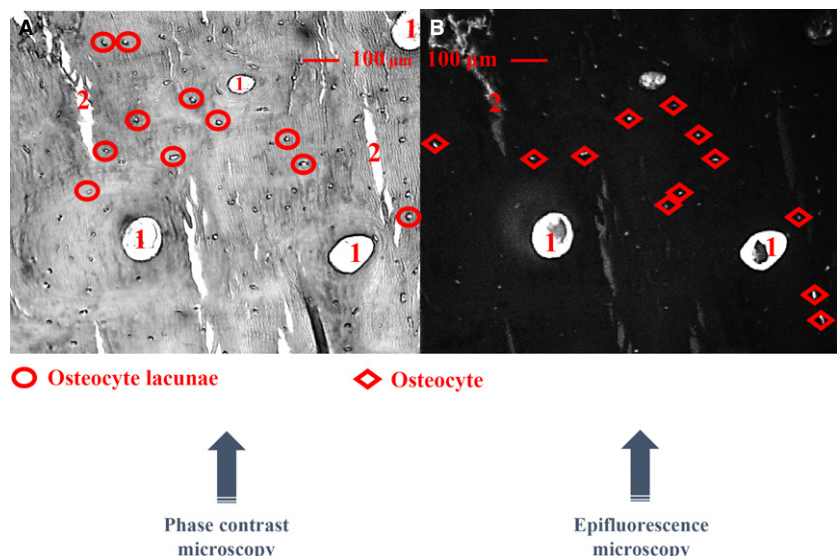 A
1
B
100 µm
100 µm
1
2
2
2
1
1
1
1
Osteocyte lacunae
Osteocyte
Phase contrast
microscopy
Epifluorescence
microscopy